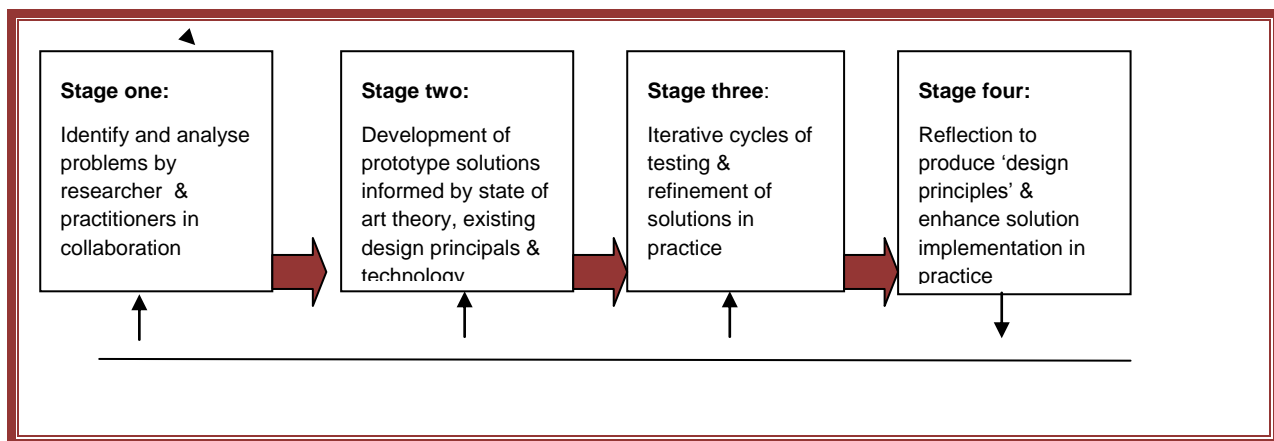 Stage one:
Identify and analyse
problems by
researcher & 
practitioners in
collaboration
Stage two:
Development of
prototype solutions
informed by state of
art theory, existing
design principals &
technology
Stage three:
Iterative cycles of
testing &
refinement of
solutions in
practice
Stage four:
Reflection to
produce ‘design
principles’ &
enhance solution
implementation in
practice